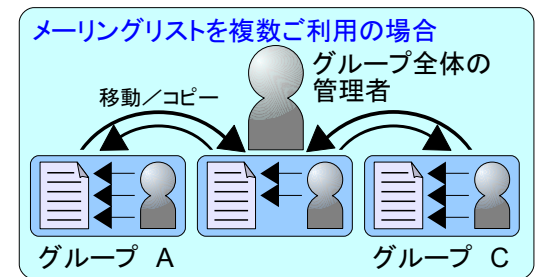 メーリングリストを複数ご利用の場合
グループ全体の
管理者
移動／コピー
グループ A
グループ C